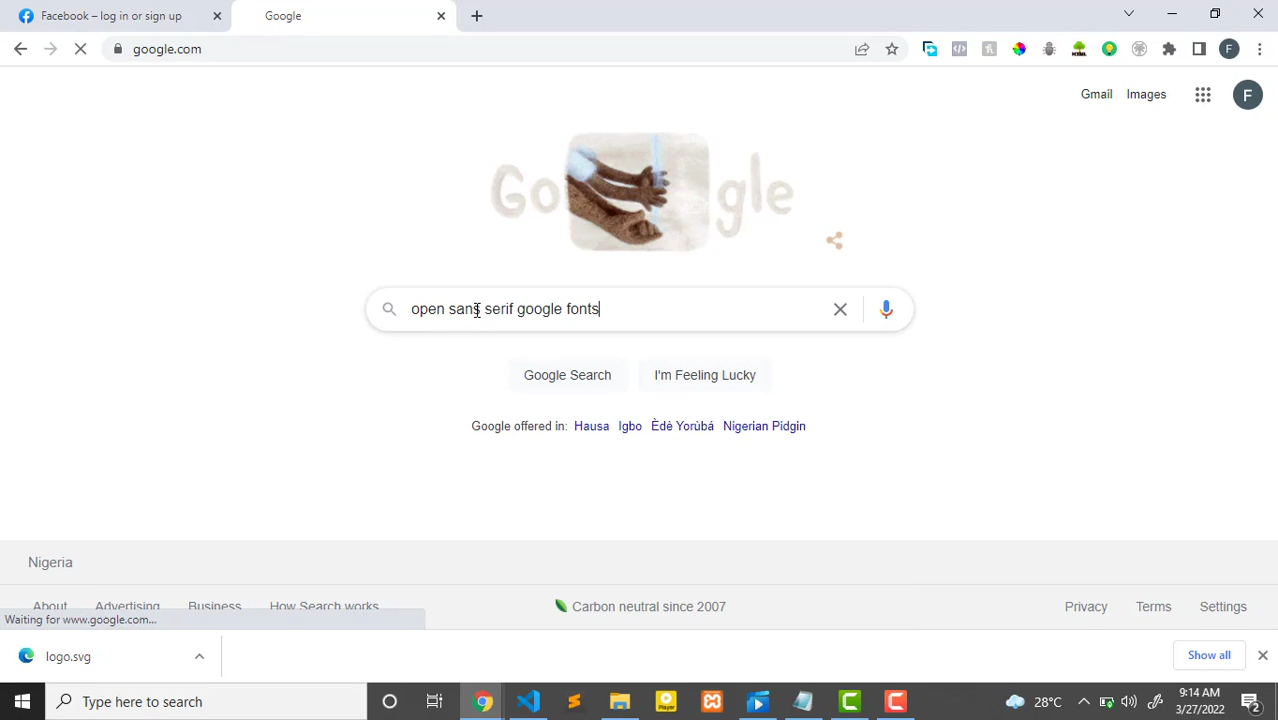 Facebook – log in or sign up
Google
google.com
F
Gmail
Images
F
Google
open sans serif google fonts
Google Search
I'm Feeling Lucky
Google offered in: Hausa Igbo Èdè Yorùbá Nigerian Pidgin
Nigeria
About Advertising Business How Search works
Carbon neutral since 2007
Privacy Terms Settings
Waiting for www.google.com...
logo.svg
Show all
Type here to search
Player
28°C
9:14 AM
3/27/2022
2